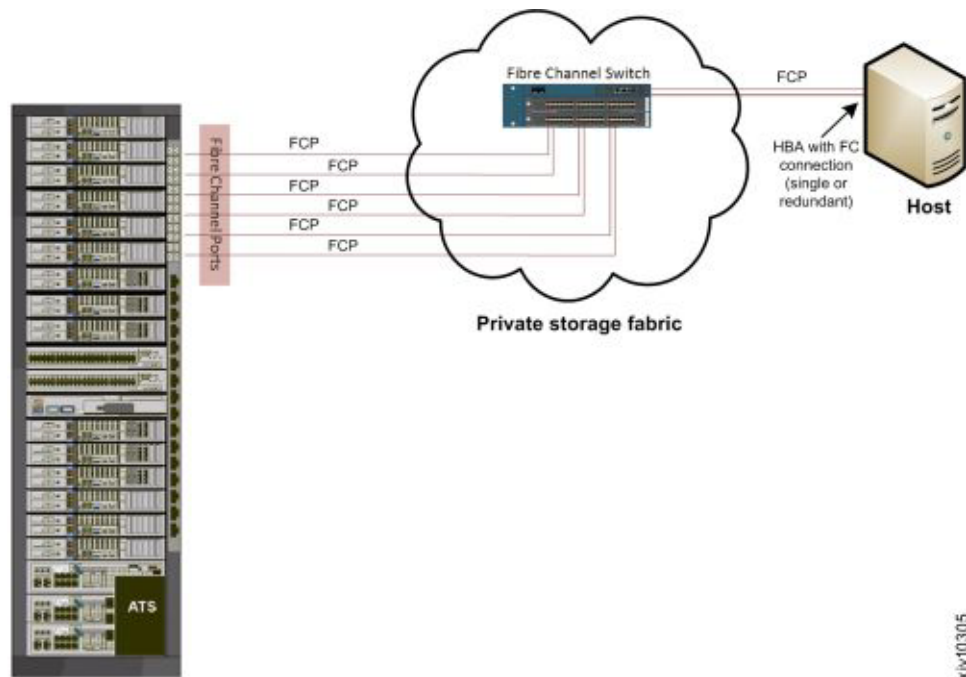 Fibre Channel Switch
FCP
HBA with FC
connection
(single or
redundant)
Host
Fibre Channel Ports
FCP
FCP
FCP
FCP
FCP
FCP
Private storage fabric
ATS
xiv10305